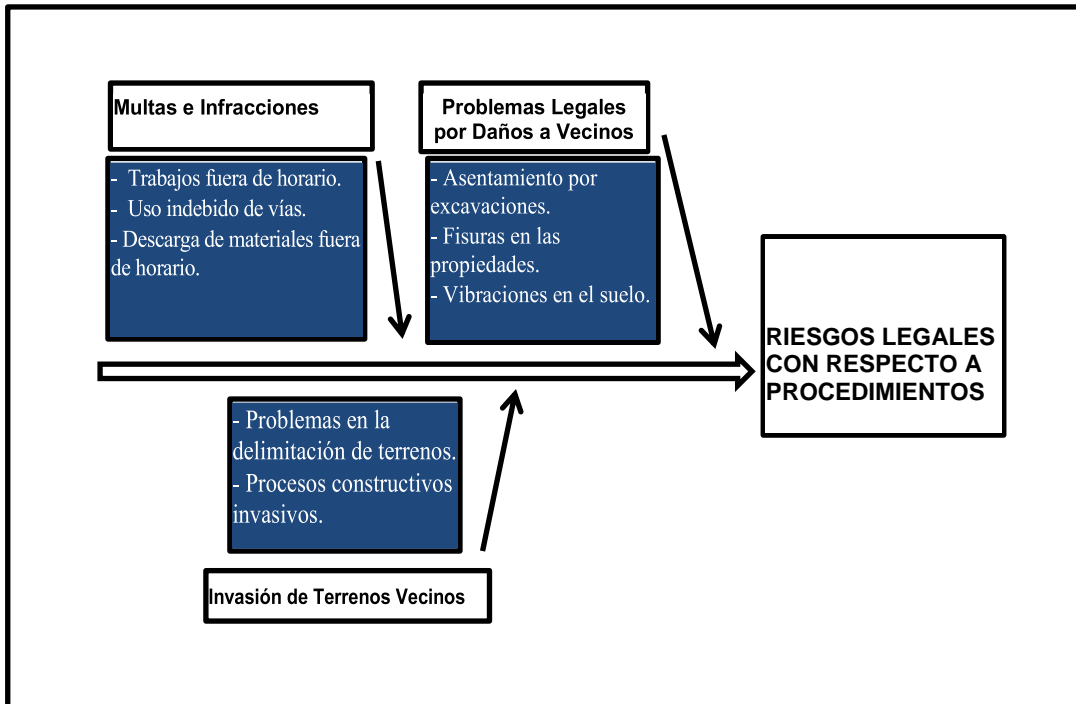 Multas e Infracciones
- Trabajos fuera de horario.
- Uso indebido de vías.
- Descarga de materiales fuera
de horario.
Problemas Legales
por Daños a Vecinos
- Asentamiento por
excavaciones.
- Fisuras en las
propiedades.
- Vibraciones en el suelo.
RIESGOS LEGALES
CON RESPECTO A
PROCEDIMIENTOS
- Problemas en la
delimitación de terrenos.
- Procesos constructivos
invasivos.
Invasión de Terrenos Vecinos